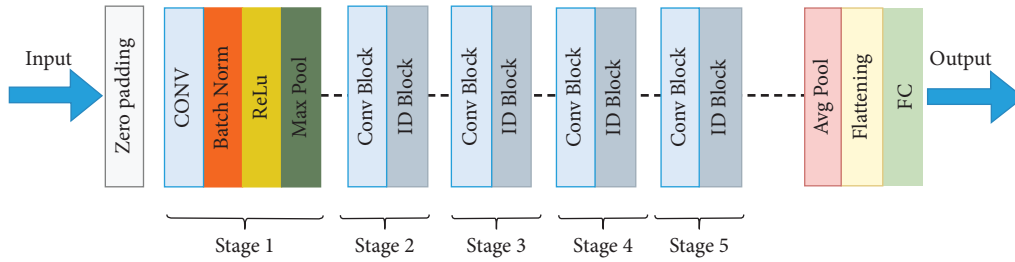 Input
Zero padding
CONV
Batch Norm
ReLu
Max Pool
Conv Block
ID Block
Conv Block
ID Block
Conv Block
ID Block
Conv Block
ID Block
Avg Pool
Flattening
FC
Output
Stage 1
Stage 2
Stage 3
Stage 4
Stage 5